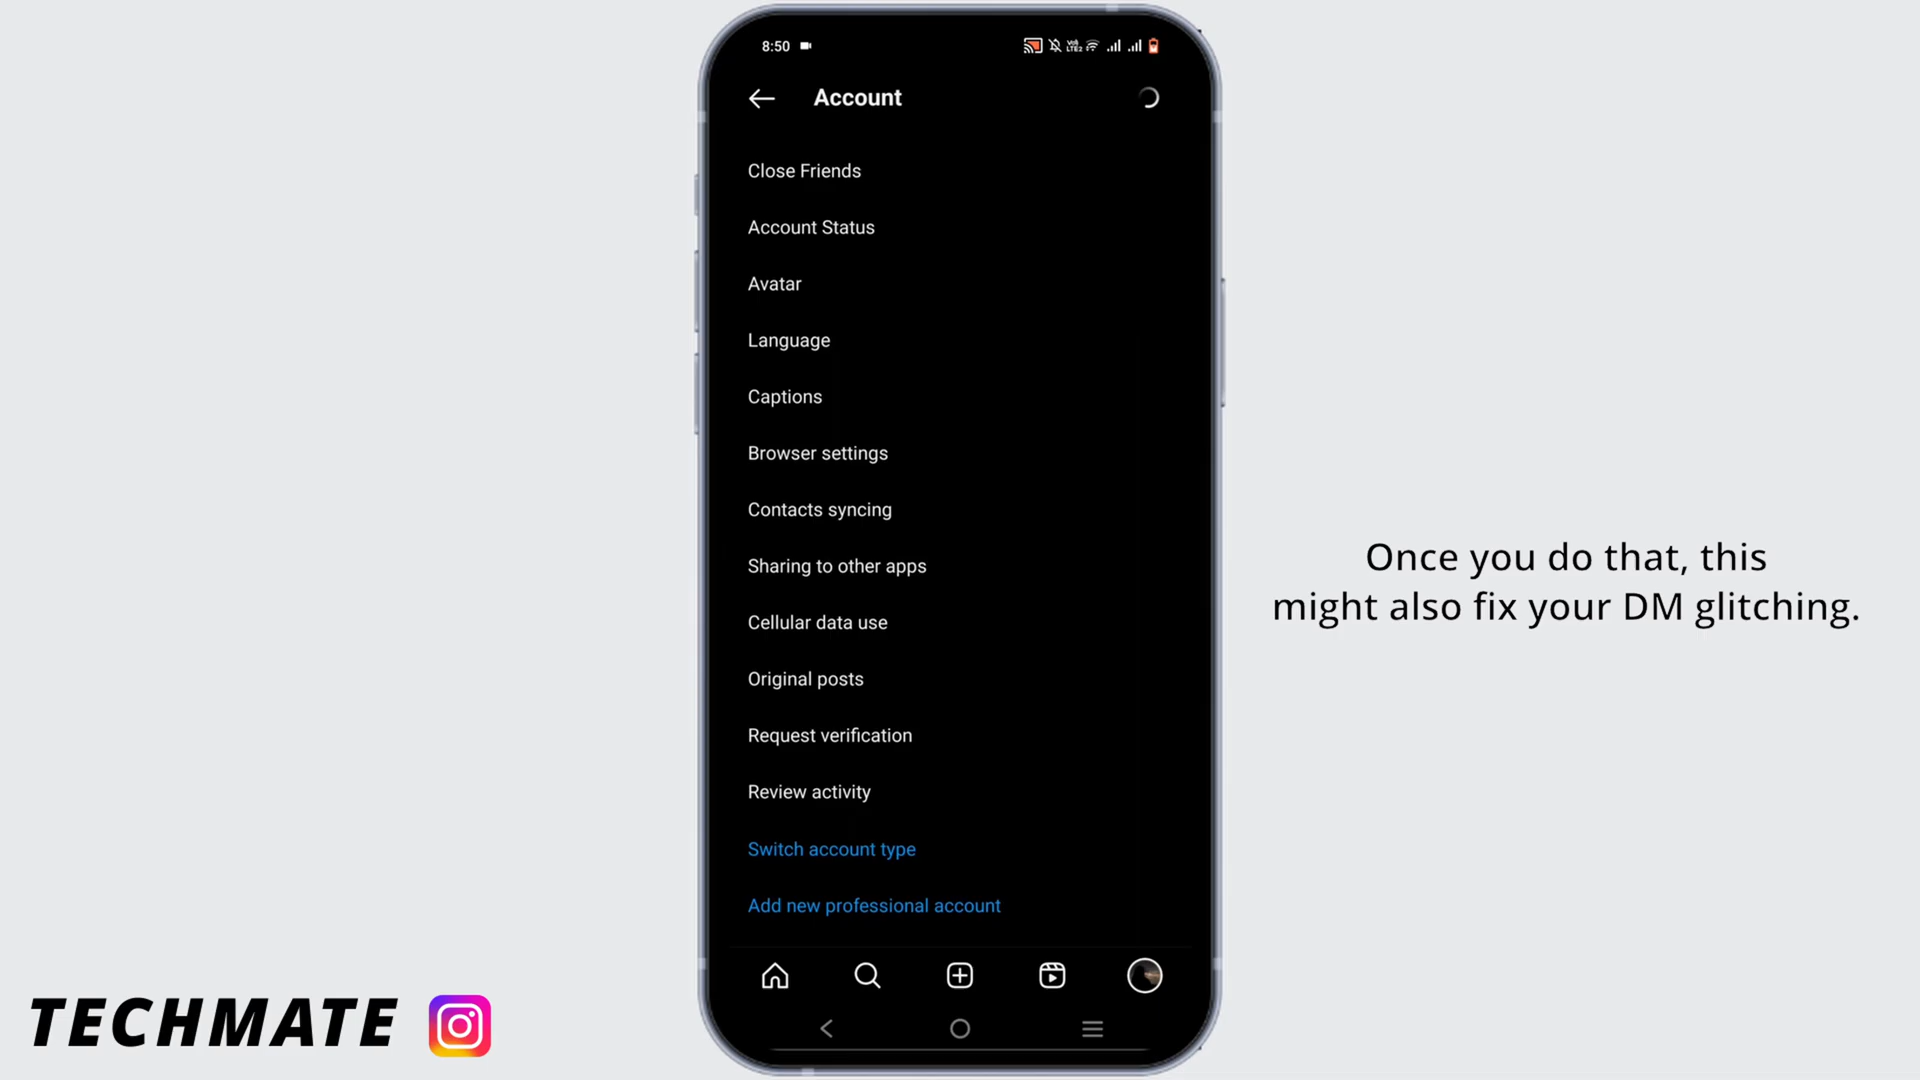 8:50
Account
Close Friends
Account Status
Avatar
Language
Captions
Browser settings
Contacts syncing
Sharing to other apps
Cellular data use
Original posts
Request verification
Review activity
Switch account type
Add new professional account
Once you do that, this
might also fix your DM glitching.
TECHMATE